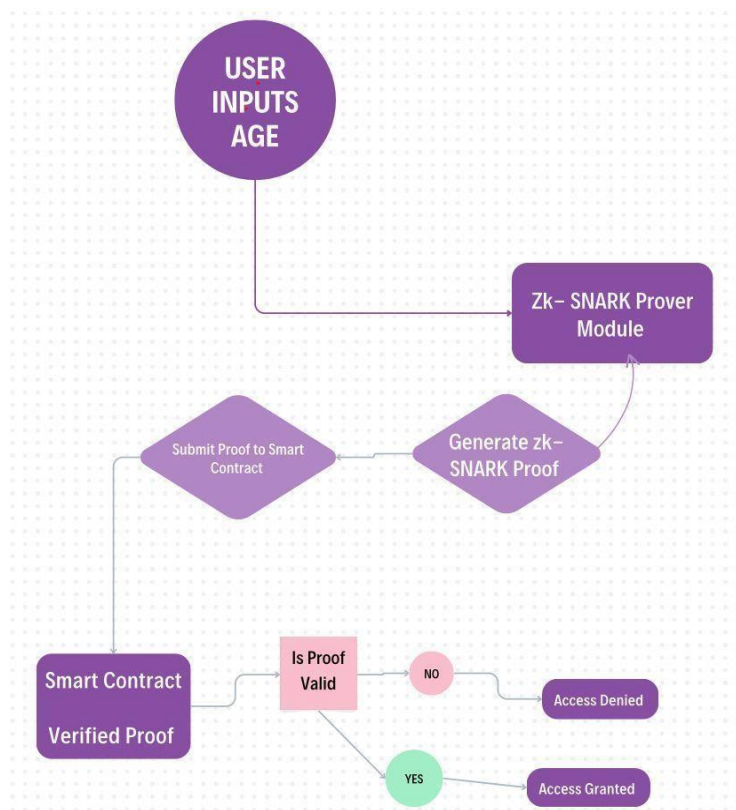 USER
INPUTS
AGE
Zk– SNARK Prover
Module
Generate zk–
SNARK Proof
Submit Proof to Smart
Contract
Smart Contract
Verified Proof
Is Proof
Valid
NO
Access Denied
YES
Access Granted